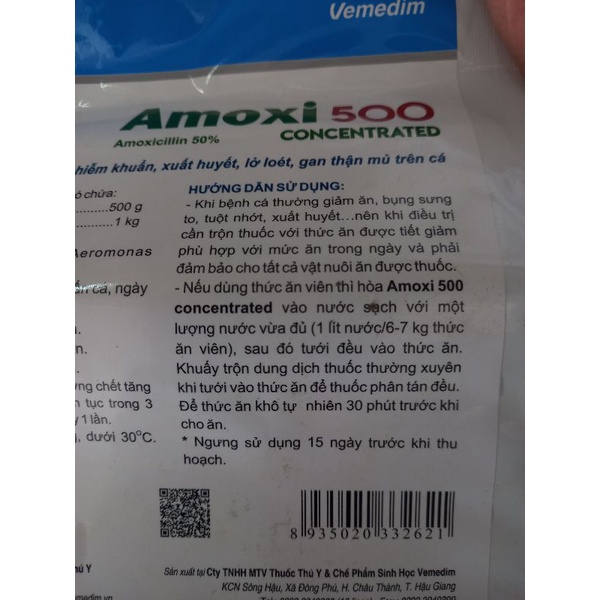 Vemedim
Amoxi 500
Amoxicillin 50%
CONCENTRATED
hiễm khuẩn, xuất huyết, lở loét, gan thận mủ trên cá
ó chứa:
500 g
1 kg
Aeromonas
cá, ngày
n.
n.
ng chết tăng
tục trong 3
1 lần.
, dưới 30°C.
HƯỚNG DẪN SỬ DỤNG:
- Khi bệnh cá thường giảm ăn, bụng sưng
to, tuột nhớt, xuất huyết...nên khi điều trị
cần trộn thuốc với thức ăn được tiết giảm
phù hợp với mức ăn trong ngày và phải
đảm bảo cho tất cả vật nuôi ăn được thuốc.
- Nếu dùng thức ăn viên thì hòa Amoxi 500
concentrated vào nước sạch với một
lượng nước vừa đủ (1 lít nước/6-7 kg thức
ăn viên), sau đó tưới đều vào thức ăn.
Khuấy trộn dung dịch thuốc thường xuyên
khi tưới vào thức ăn để thuốc phân tán đều.
Để thức ăn khô tự nhiên 30 phút trước khi
cho ăn.
* Ngưng sử dụng 15 ngày trước khi thu
hoạch.
8 935020 332621
Sản xuất tại Cty TNHH MTV Thuốc Thú Y & Chế Phẩm Sinh Học Vemedim
KCN Sông Hậu, Xã Đông Phú, H. Châu Thành, T. Hậu Giang
ú Y